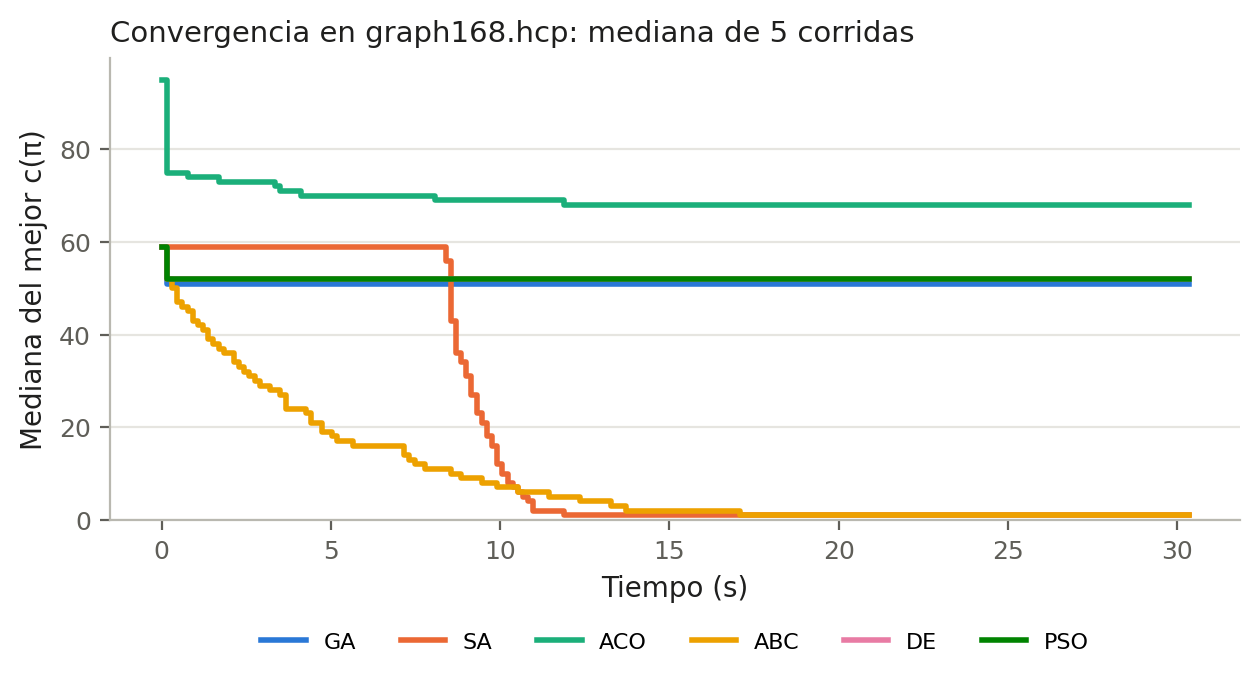 Convergencia en graph168.hcp: mediana de 5 corridas
Mediana del mejor c(π)
80
60
40
20
0
0 5 10 15 20 25 30
Tiempo (s)
GA SA ACO ABC DE PSO